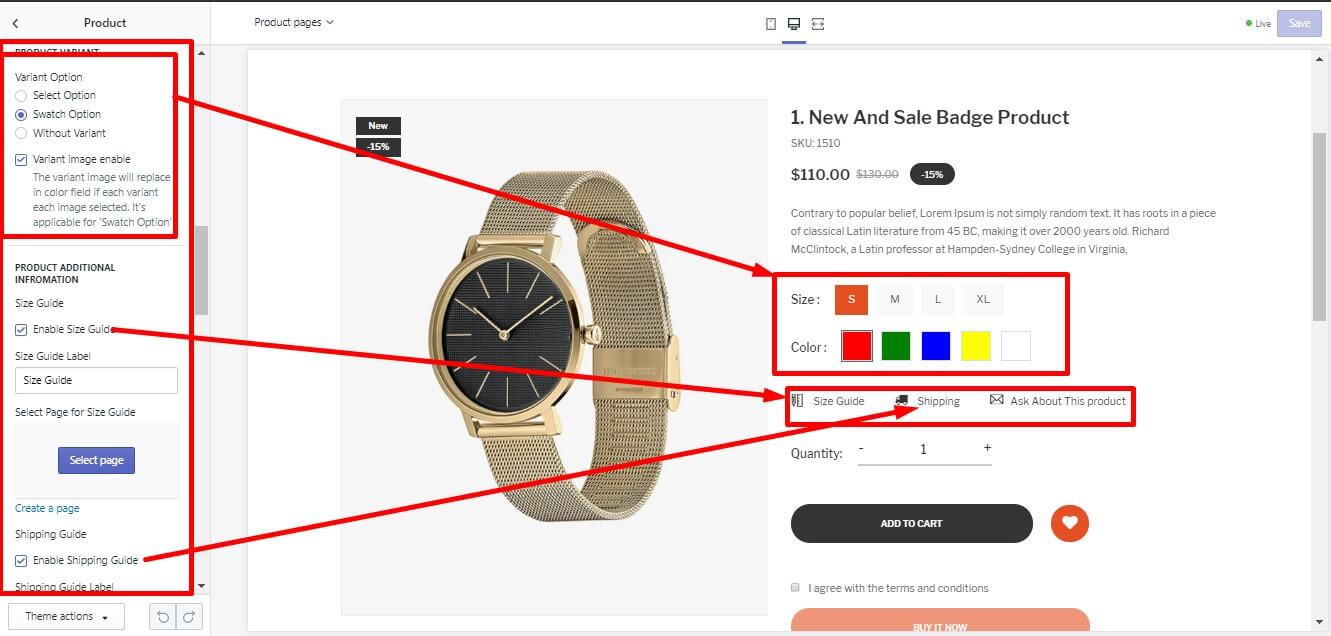 Product
Product pages
Live
Save
PRODUCT VARIANT
Variant Option
Select Option
Swatch Option
Without Variant
Variant image enable
The variant image will replace
in color field if each variant
each image selected. It's
applicable for 'Swatch Option'
PRODUCT ADDITIONAL
INFROMATION
Size Guide
Enable Size Guide
Size Guide Label
Size Guide
Select Page for Size Guide
Select page
Create a page
Shipping Guide
Enable Shipping Guide
Shipping Guide Label
Theme actions
New
-15%
1. New And Sale Badge Product
SKU: 1510
$110.00 $130.00 -15%
Contrary to popular belief, Lorem Ipsum is not simply random text. It has roots in a piece
of classical Latin literature from 45 BC, making it over 2000 years old. Richard
McClintock, a Latin professor at Hampden-Sydney College in Virginia,
Size : S M L XL
Color :
Size Guide Shipping Ask About This product
Quantity: - 1 +
ADD TO CART
I agree with the terms and conditions
BUY IT NOW